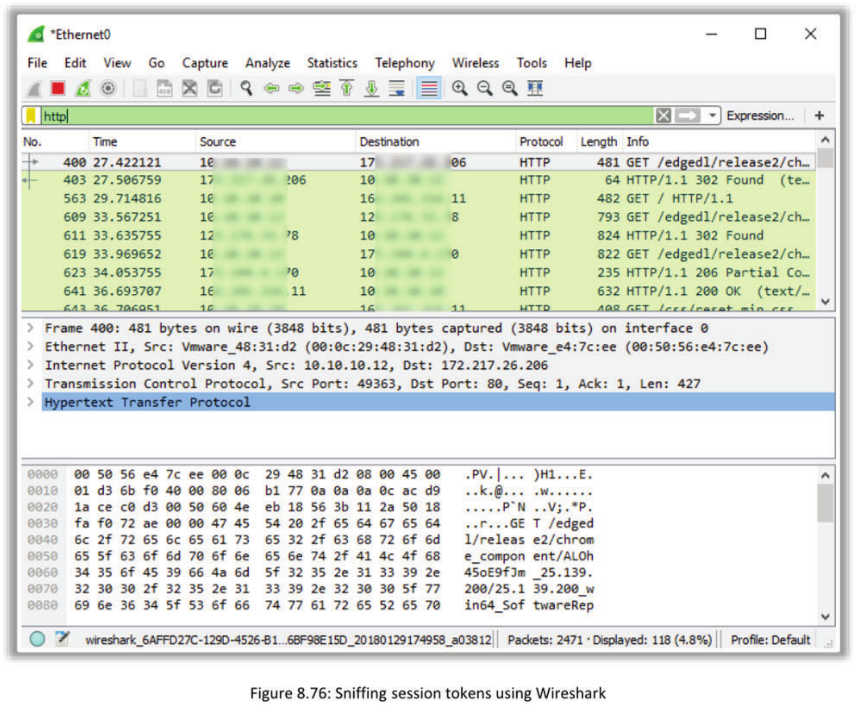 *Ethernet0
File Edit View Go Capture Analyze Statistics Telephony Wireless Tools Help
http Expression... +
No. Time Source Destination Protocol Length Info
400 27.422121 10 17 06 HTTP 481 GET /edgedl/release2/ch…
403 27.506759 17 206 10 HTTP 64 HTTP/1.1 302 Found (te…
563 29.714816 10 16 11 HTTP 482 GET / HTTP/1.1
609 33.567251 10 12 8 HTTP 793 GET /edgedl/release2/ch…
611 33.635755 12 78 10 HTTP 824 HTTP/1.1 302 Found
619 33.969652 10 17 0 HTTP 822 GET /edgedl/release2/ch…
623 34.053755 17 70 10 HTTP 235 HTTP/1.1 206 Partial Co…
641 36.693707 16 .11 10 HTTP 632 HTTP/1.1 200 OK (text/…
643 36.706951 10 16 11 HTTP 408 GET /css/reset.min.css
> Frame 400: 481 bytes on wire (3848 bits), 481 bytes captured (3848 bits) on interface 0
> Ethernet II, Src: Vmware_48:31:d2 (00:0c:29:48:31:d2), Dst: Vmware_e4:7c:ee (00:50:56:e4:7c:ee)
> Internet Protocol Version 4, Src: 10.10.10.12, Dst: 172.217.26.206
> Transmission Control Protocol, Src Port: 49363, Dst Port: 80, Seq: 1, Ack: 1, Len: 427
> Hypertext Transfer Protocol
0000 00 50 56 e4 7c ee 00 0c 29 48 31 d2 08 00 45 00 .PV.|... )H1...E.
0010 01 d3 6b f0 40 00 80 06 b1 77 0a 0a 0a 0c ac d9 ..k.@... .w......
0020 1a ce c0 d3 00 50 60 4e eb 18 56 3b 11 2a 50 18 .....P`N ..V;.*P.
0030 fa f0 72 ae 00 00 47 45 54 20 2f 65 64 67 65 64 ..r...GE T /edged
0040 6c 2f 72 65 6c 65 61 73 65 32 2f 63 68 72 6f 6d l/releas e2/chrom
0050 65 5f 63 6f 6d 70 6f 6e 65 6e 74 2f 41 4c 4f 68 e_compon ent/ALOh
0060 34 35 6f 45 39 66 4a 6d 5f 32 35 2e 31 33 39 2e 45oE9fJm _25.139.
0070 32 30 30 2f 32 35 2e 31 33 39 2e 32 30 30 5f 77 200/25.1 39.200_w
0080 69 6e 36 34 5f 53 6f 66 74 77 61 72 65 52 65 70 in64_Sof twareRep
wireshark_6AFFD27C-129D-4526-B1...6BF98E15D_20180129174958_a03812 Packets: 2471 · Displayed: 118 (4.8%) Profile: Default
Figure 8.76: Sniffing session tokens using Wireshark